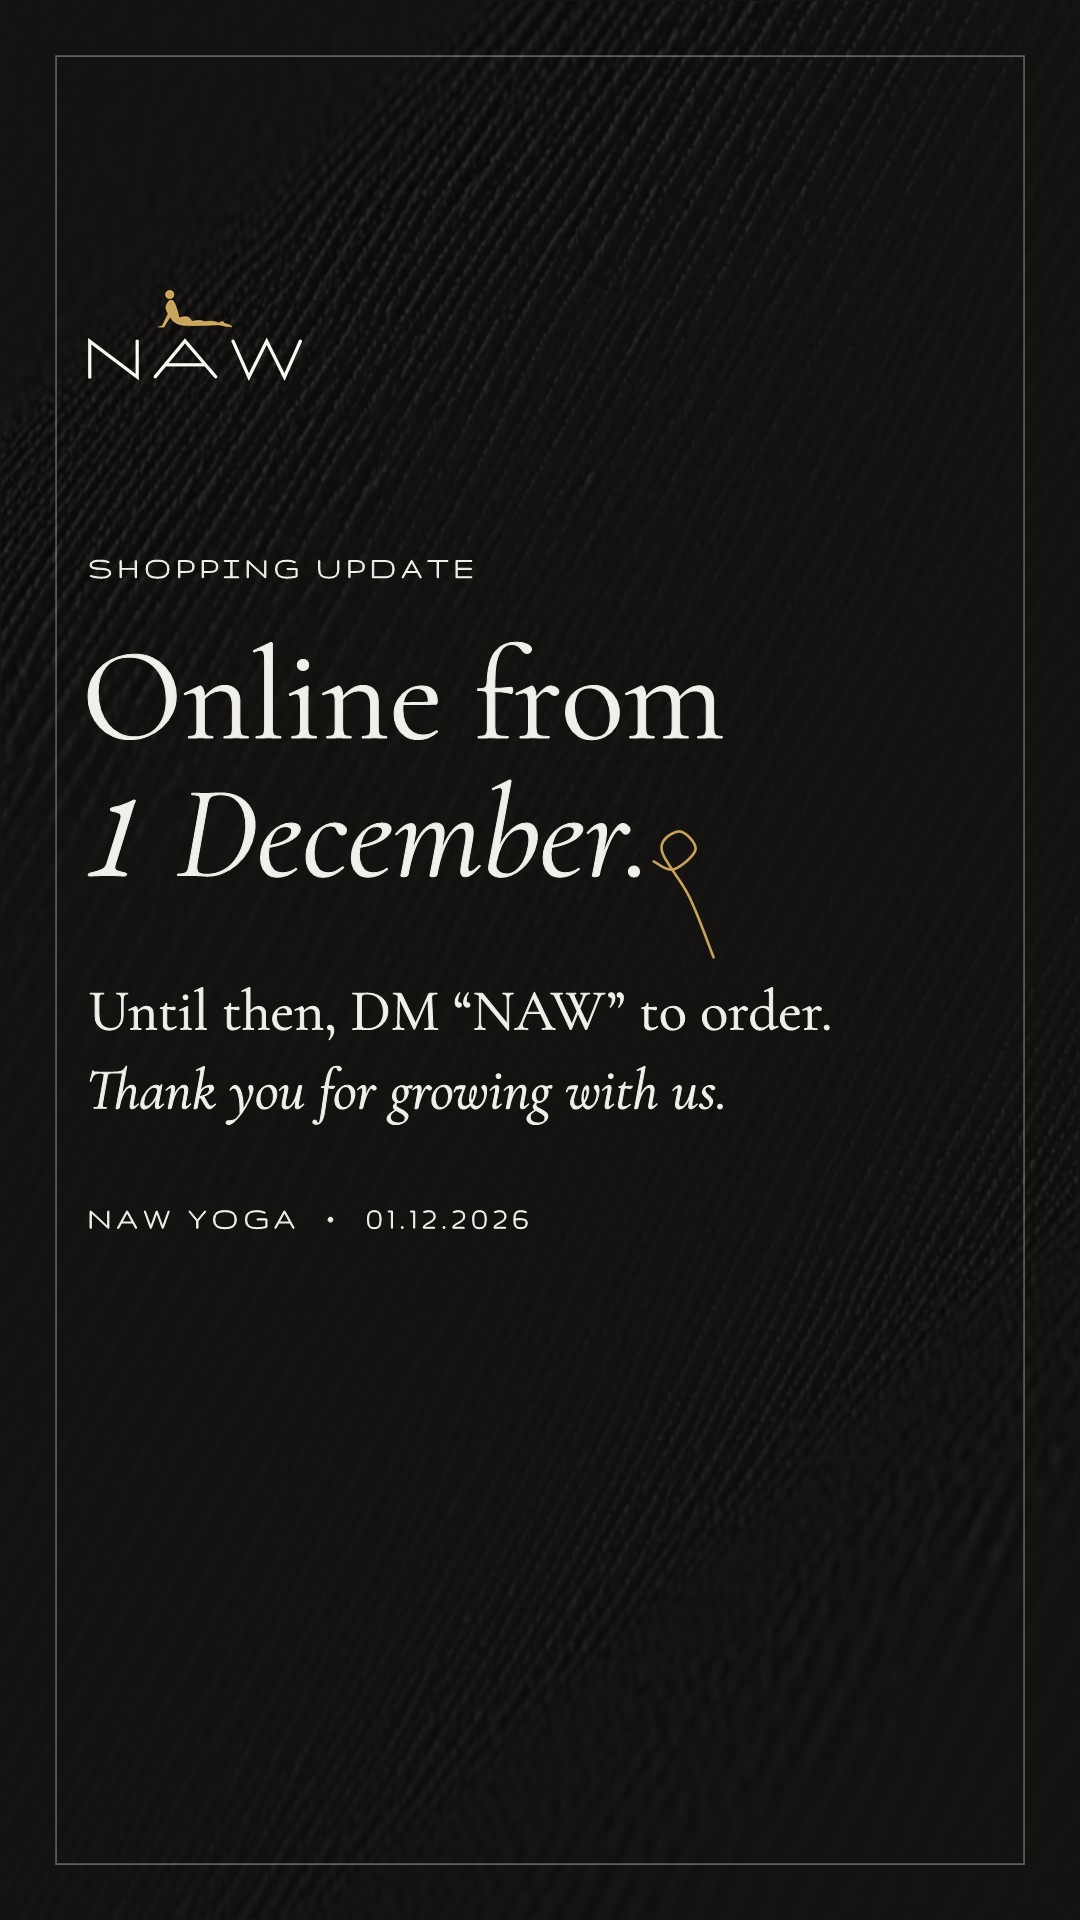 NAW
SHOPPING UPDATE
Online from
1 December.
Until then, DM “NAW” to order.
Thank you for growing with us.
NAW YOGA • 01.12.2026